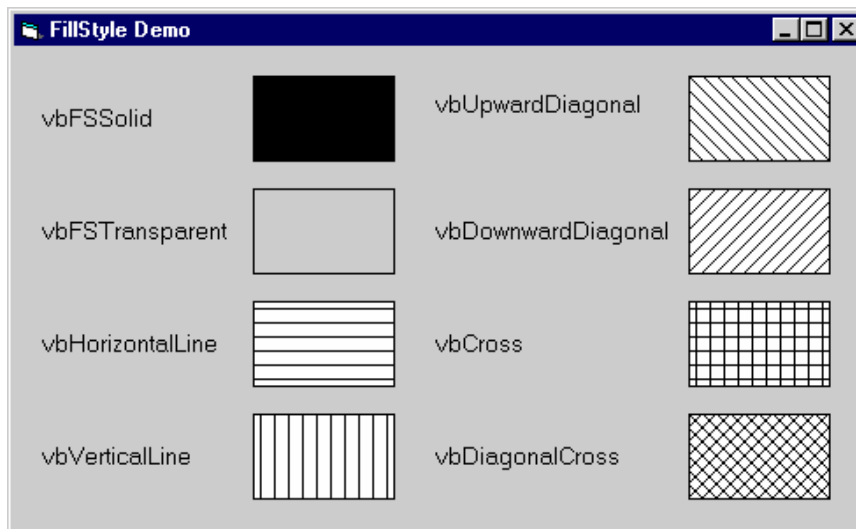 FillStyle Demo
vbFSSolid
vbUpwardDiagonal
vbFSTransparent
vbDownwardDiagonal
vbHorizontalLine
vbCross
vbVerticalLine
vbDiagonalCross